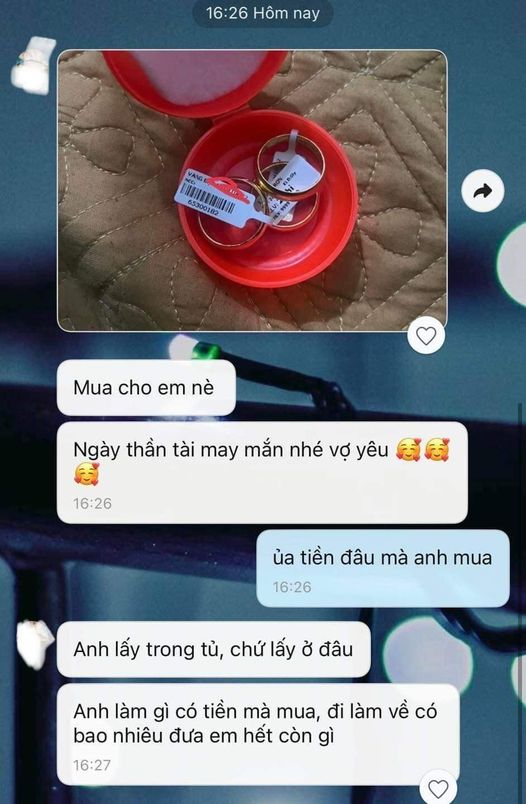 16:26 Hôm nay
VÀNG
65300182
Mua cho em nè
Ngày thần tài may mắn nhé vợ yêu 🥰🥰
🥰
16:26
ủa tiền đâu mà anh mua
16:26
Anh lấy trong tủ, chứ lấy ở đâu
Anh làm gì có tiền mà mua, đi làm về có
bao nhiêu đưa em hết còn gì
16:27